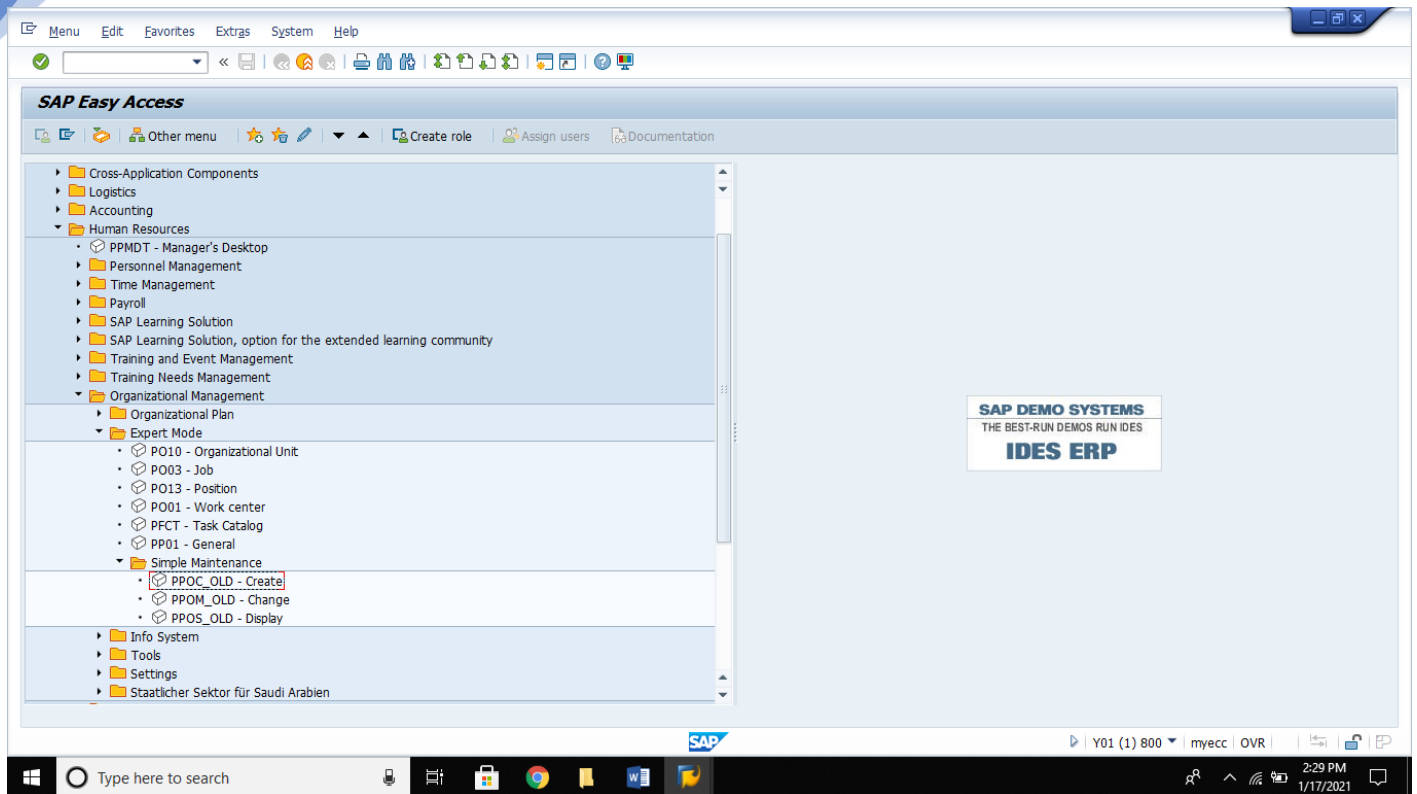 Menu Edit Favorites Extras System Help
SAP Easy Access
Other menu Create role Assign users Documentation
Cross-Application Components
Logistics
Accounting
Human Resources
PPMDT - Manager's Desktop
Personnel Management
Time Management
Payroll
SAP Learning Solution
SAP Learning Solution, option for the extended learning community
Training and Event Management
Training Needs Management
Organizational Management
Organizational Plan
Expert Mode
PO10 - Organizational Unit
PO03 - Job
PO13 - Position
PO01 - Work center
PFCT - Task Catalog
PP01 - General
Simple Maintenance
PPOC_OLD - Create
PPOM_OLD - Change
PPOS_OLD - Display
Info System
Tools
Settings
Staatlicher Sektor für Saudi Arabien
SAP DEMO SYSTEMS
THE BEST-RUN DEMOS RUN IDES
IDES ERP
SAP
Y01 (1) 800 myecc OVR
Type here to search
2:29 PM
1/17/2021